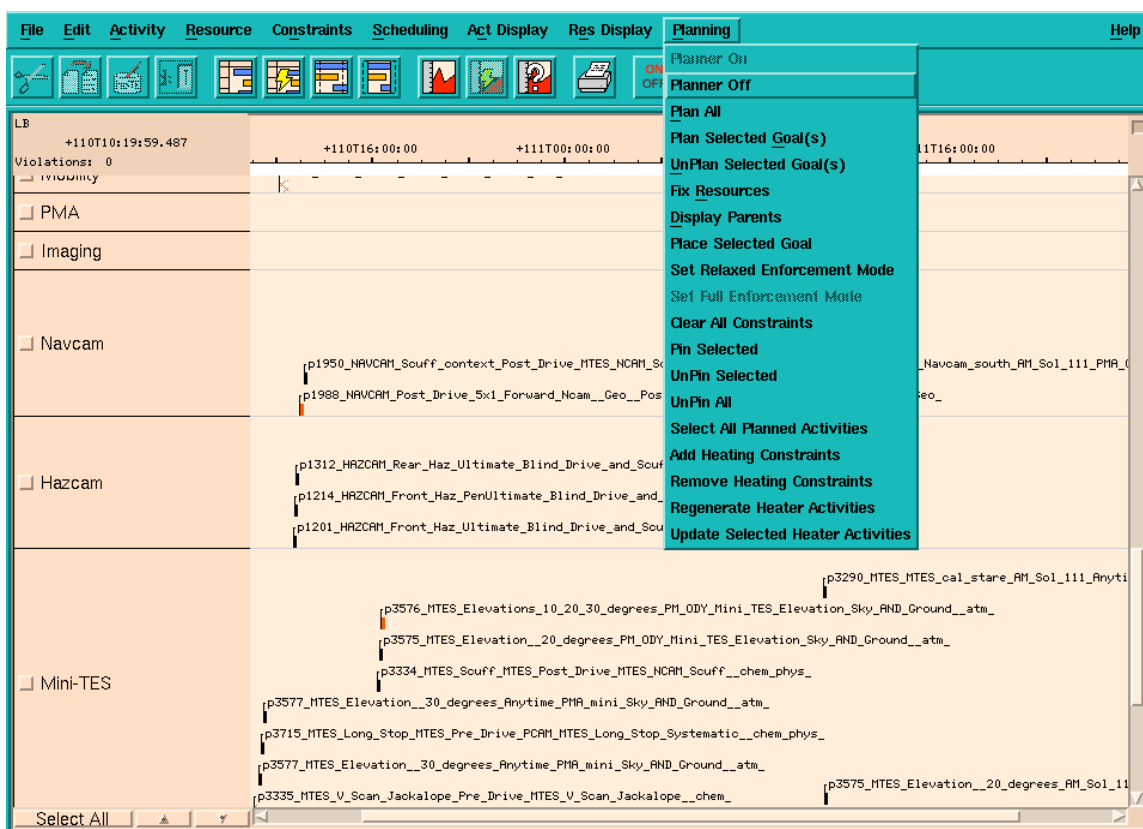 File Edit Activity Resource Constraints Scheduling Act Display Res Display Planning Help
ON
OFF
Planner On
Planner Off
Plan All
Plan Selected Goal(s)
UnPlan Selected Goal(s)
Fix Resources
Display Parents
Place Selected Goal
Set Relaxed Enforcement Mode
Set Full Enforcement Mode
Clear All Constraints
Pin Selected
UnPin Selected
UnPin All
Select All Planned Activities
Add Heating Constraints
Remove Heating Constraints
Regenerate Heater Activities
Update Selected Heater Activities
LB
+110T10:19:59.487
Violations: 0
+110T16:00:00 +111T00:00:00 11T16:00:00
Mobility
PMA
Imaging
Navcam
p1950_NAVCAM_Scuff_context_Post_Drive_MTES_NCAM_Sc _Navcam_south_AM_Sol_111_PMA_
p1988_NAVCAM_Post_Drive_5x1_Forward_Ncam__Geo__Pos eo_
Hazcam
p1312_HAZCAM_Rear_Haz_Ultimate_Blind_Drive_and_Scuf
p1214_HAZCAM_Front_Haz_PenUltimate_Blind_Drive_and_
p1201_HAZCAM_Front_Haz_Ultimate_Blind_Drive_and_Scu
Mini-TES
p3290_MTES_MTES_cal_stare_AM_Sol_111_Anyti
p3576_MTES_Elevations_10_20_30_degrees_PM_ODY_Mini_TES_Elevation_Sky_AND_Ground__atm_
p3575_MTES_Elevation__20_degrees_PM_ODY_Mini_TES_Elevation_Sky_AND_Ground__atm_
p3334_MTES_Scuff_MTES_Post_Drive_MTES_NCAM_Scuff__chem_phys_
p3577_MTES_Elevation__30_degrees_Anytime_PMA_mini_Sky_AND_Ground__atm_
p3715_MTES_Long_Stop_MTES_Pre_Drive_PCAM_MTES_Long_Stop_Systematic__chem_phys_
p3577_MTES_Elevation__30_degrees_Anytime_PMA_mini_Sky_AND_Ground__atm_
p3575_MTES_Elevation__20_degrees_AM_Sol_11
p3335_MTES_V_Scan_Jackalope_Pre_Drive_MTES_V_Scan_Jackalope__chem_
Select All